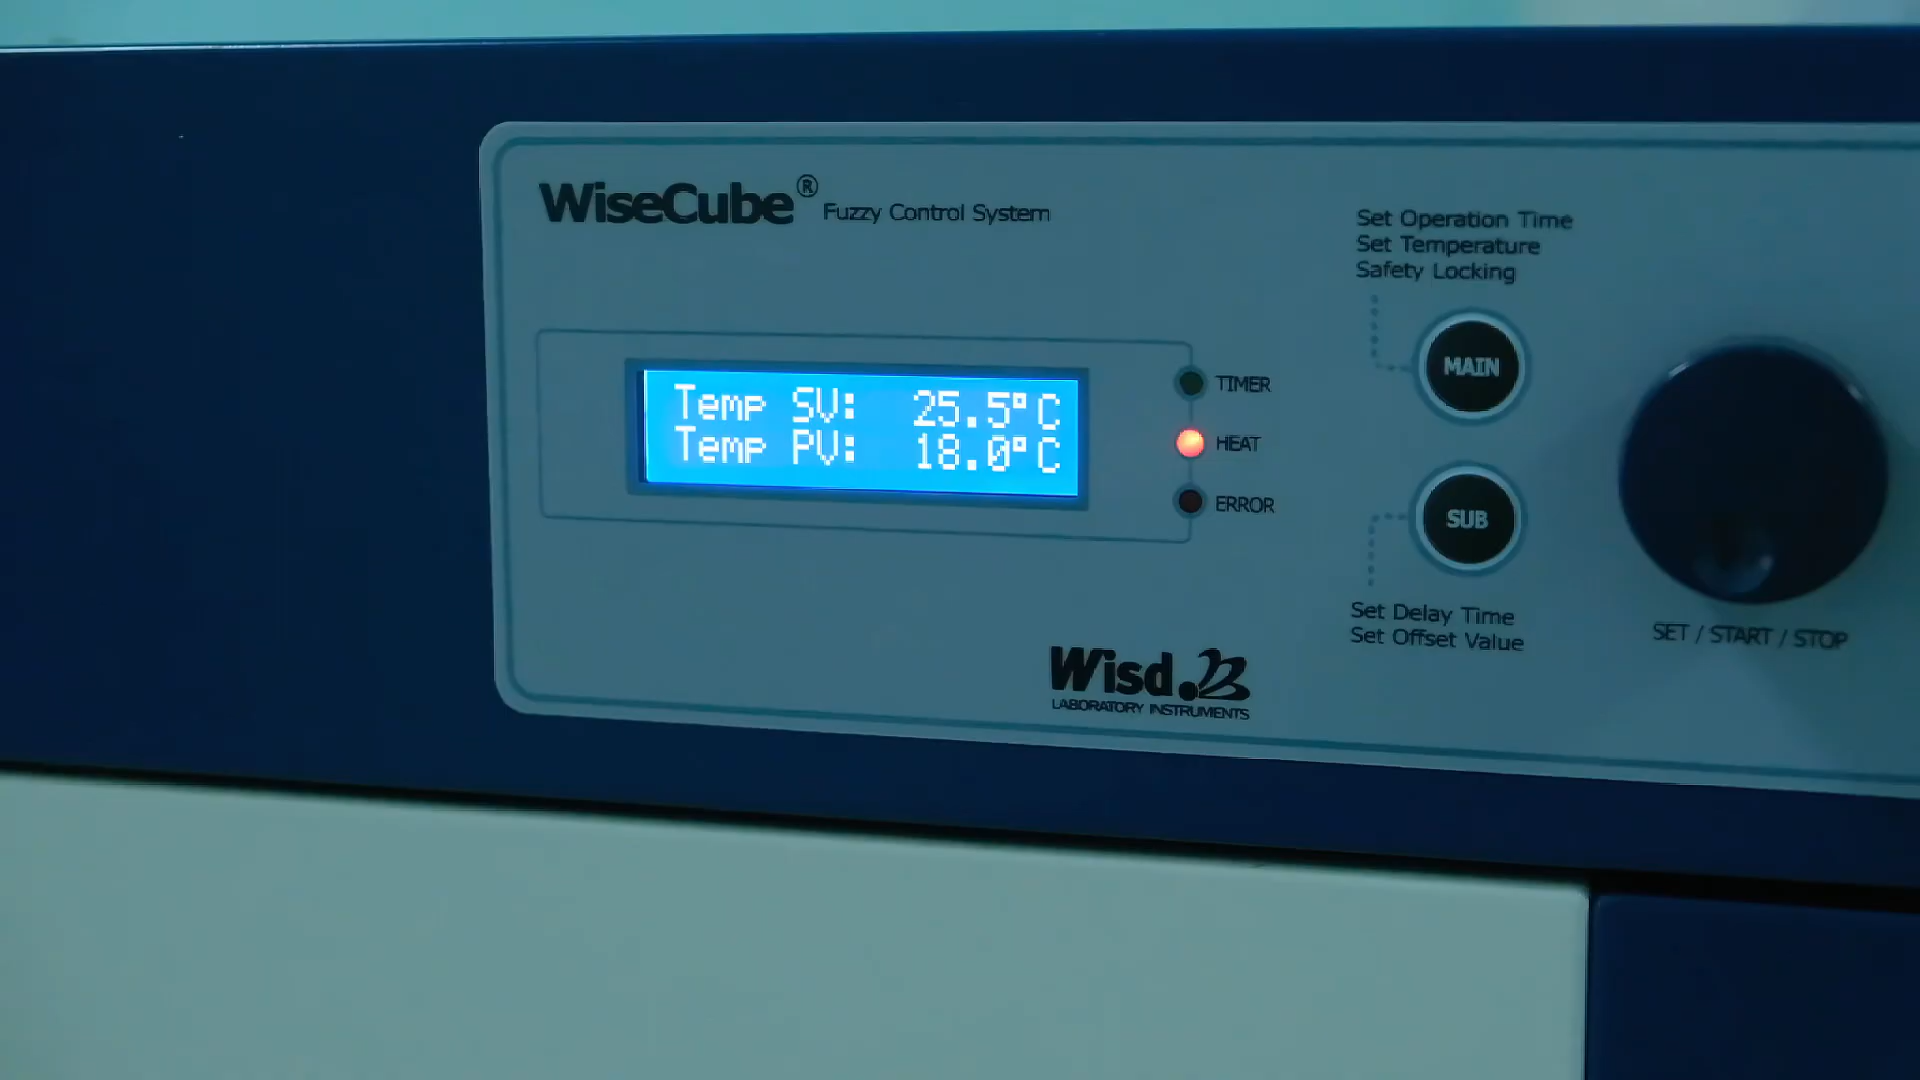 WiseCube® Fuzzy Control System
Temp SV: 25.5°C
Temp PV: 18.0°C
TIMER
HEAT
ERROR
Set Operation Time
Set Temperature
Safety Locking
MAIN
SUB
Set Delay Time
Set Offset Value
SET / START / STOP
Wisd.
LABORATORY INSTRUMENTS